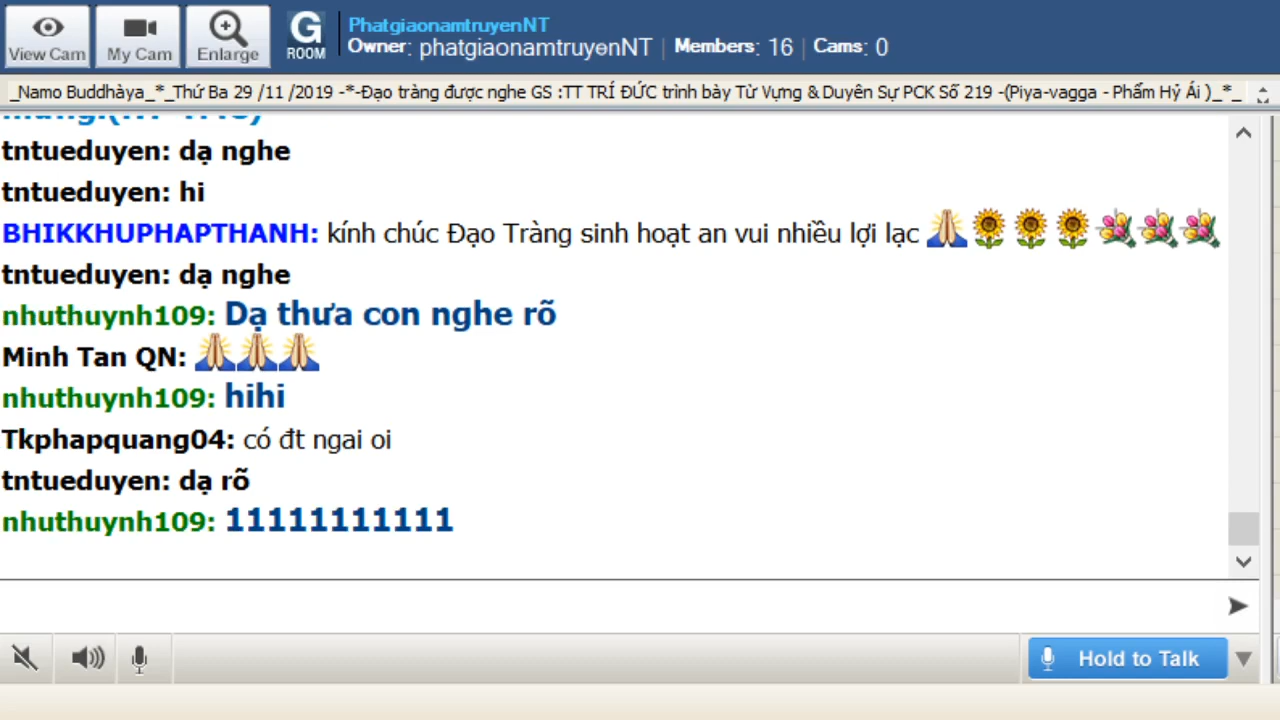 View Cam
My Cam
Enlarge
G
ROOM
PhatgiaonamtruyenNT
Owner: phatgiaonamtruyenNT | Members: 16 | Cams: 0
_Namo Buddhàya_*_Thứ Ba 29 /11 /2019 -*-Đạo tràng được nghe GS :TT TRÍ ĐỨC trình bày Từ Vựng & Duyên Sự PCK Số 219 -(Piya-vagga - Phẩm Hỷ Ái )_*_
tntueduyen: dạ nghe
tntueduyen: hi
BHIKKHUPHAPTHANH: kính chúc Đạo Tràng sinh hoạt an vui nhiều lợi lạc
tntueduyen: dạ nghe
nhuthuynh109: Dạ thưa con nghe rõ
Minh Tan QN:
nhuthuynh109: hihi
Tkphapquang04: có đt ngai oi
tntueduyen: dạ rõ
nhuthuynh109: 11111111111
Hold to Talk